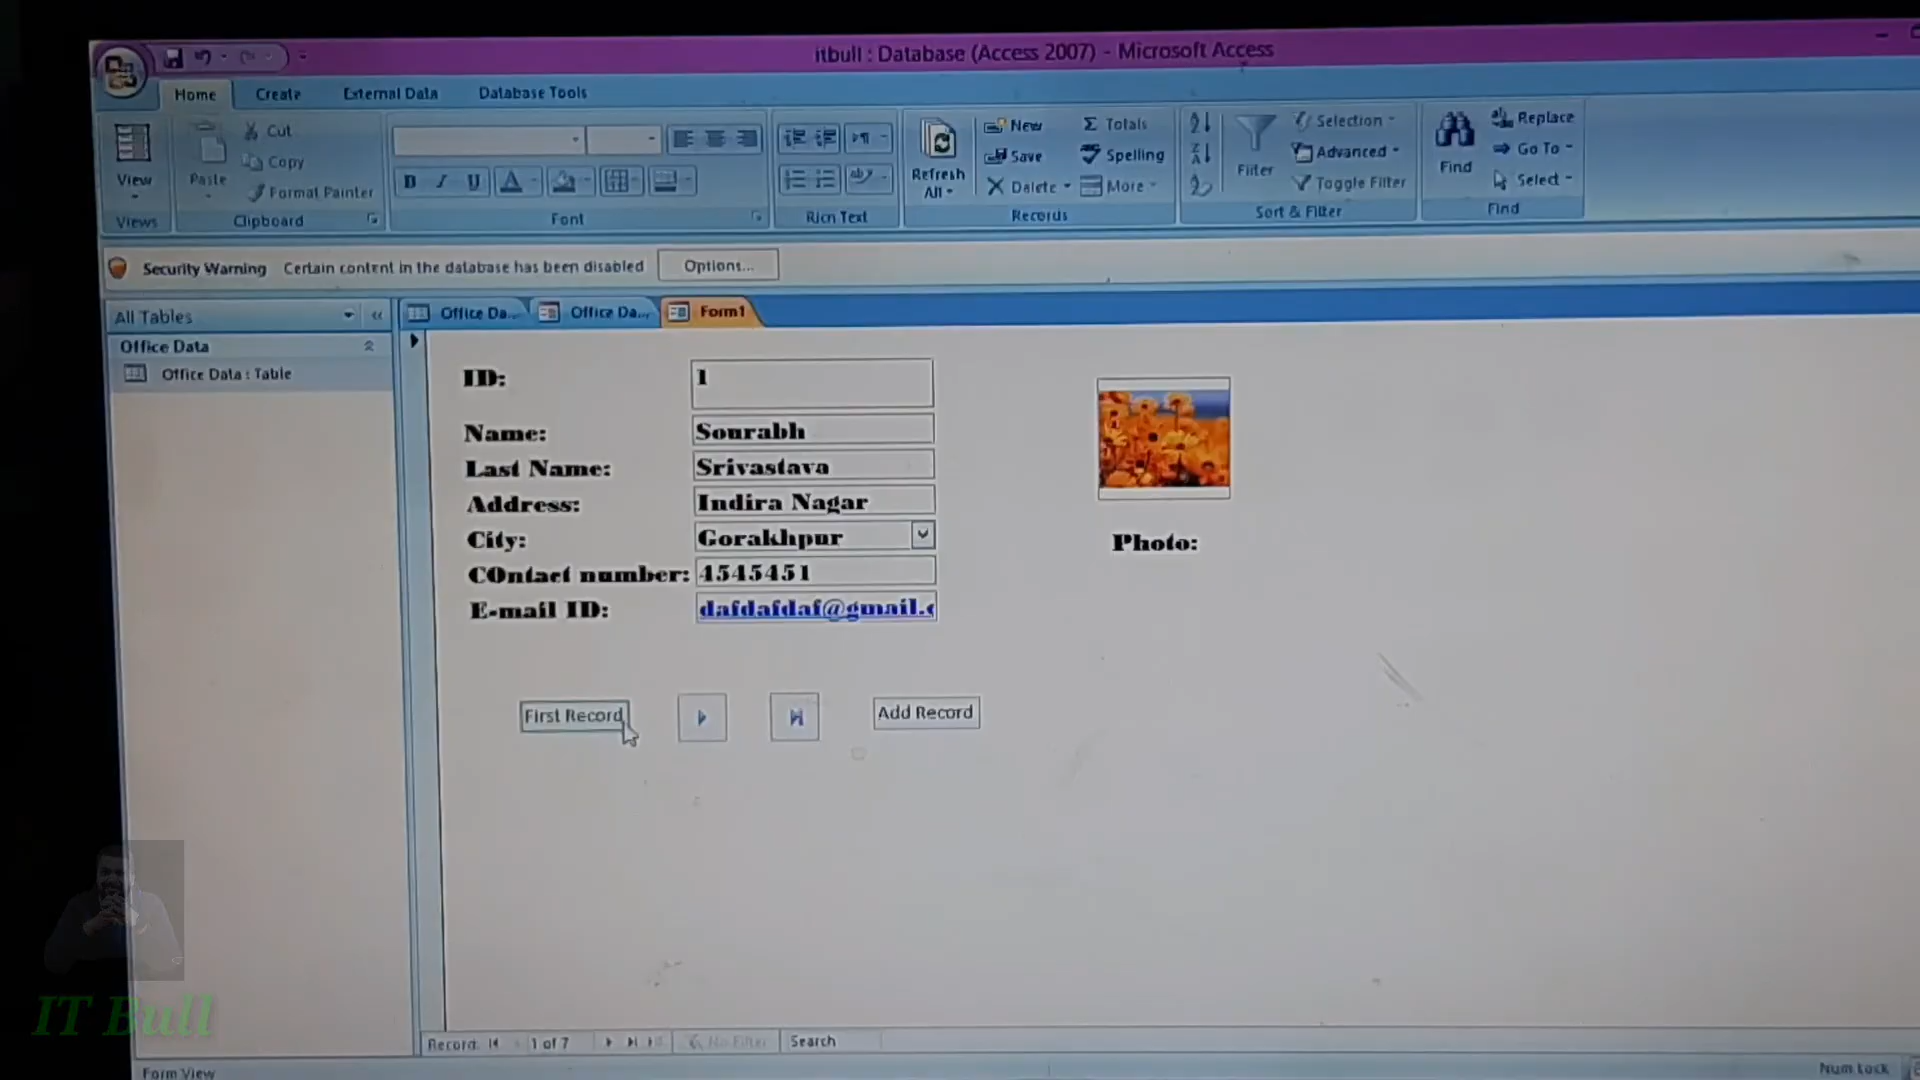 itbull : Database (Access 2007) - Microsoft Access
Home Create External Data Database Tools
View
Views
Paste
Cut
Copy
Format Painter
Clipboard
B I U A
Font
Rich Text
Refresh All
New
Save
Delete
Totals
Spelling
More
Records
Filter
Selection
Advanced
Toggle Filter
Sort & Filter
Find
Replace
Go To
Select
Find
Security Warning Certain content in the database has been disabled Options...
All Tables
Office Data
Office Data : Table
Office Da... Office Da... Form1
ID: 1
Name: Sourabh
Last Name: Srivastava
Address: Indira Nagar
City: Gorakhpur
COntact number: 4545451
E-mail ID: dafdafdaf@gmail.c
Photo:
First Record Add Record
IT Bull
Record: 1 of 7 No Filter Search
Form View Num Lock